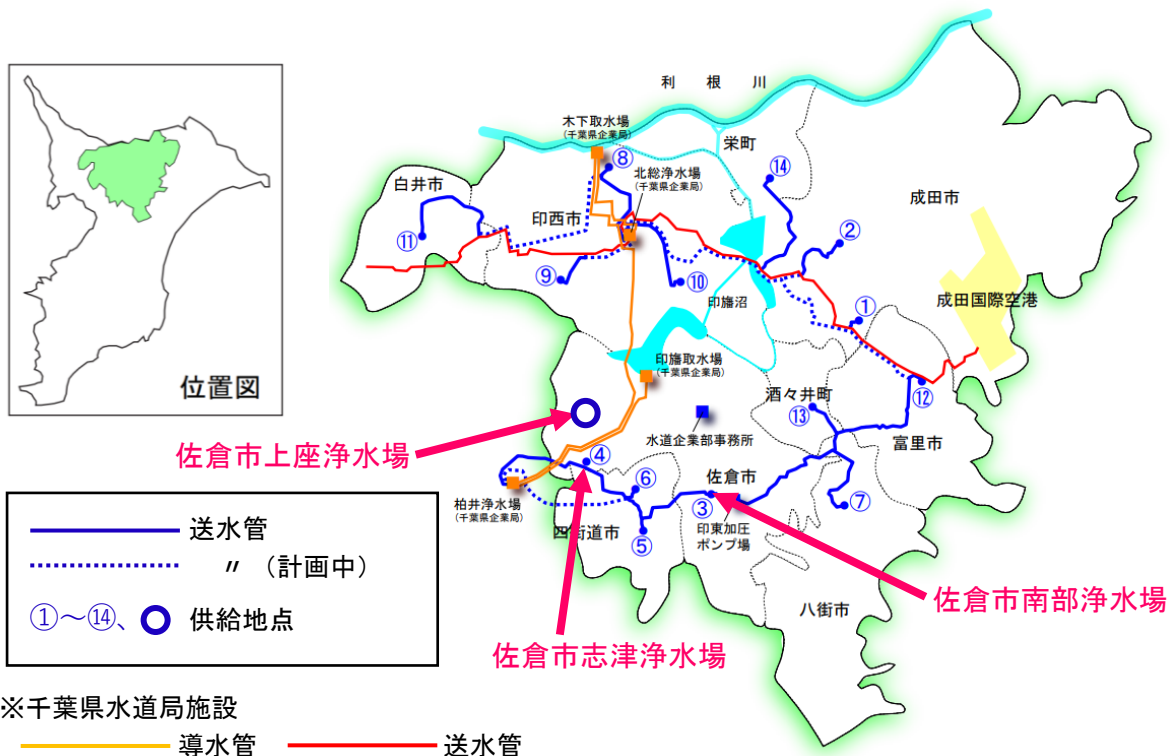 利根川
木下取水場
(千葉県企業局)
⑧
栄町
⑭
北総浄水場
(千葉県企業局)
白井市
成田市
印西市
⑪
②
⑨
⑩
成田国際空港
印旛沼
①
位置図
印旛取水場
(千葉県企業局)
酒々井町
⑫
⑬
佐倉市上座浄水場
水道企業部事務所
富里市
④
佐倉市
⑥
柏井浄水場
(千葉県企業局)
③
⑦
四街道市
⑤
印東加圧
ポンプ場
送水管
〃 (計画中)
①~⑭、○ 供給地点
八街市
佐倉市南部浄水場
佐倉市志津浄水場
※千葉県水道局施設
導水管 送水管